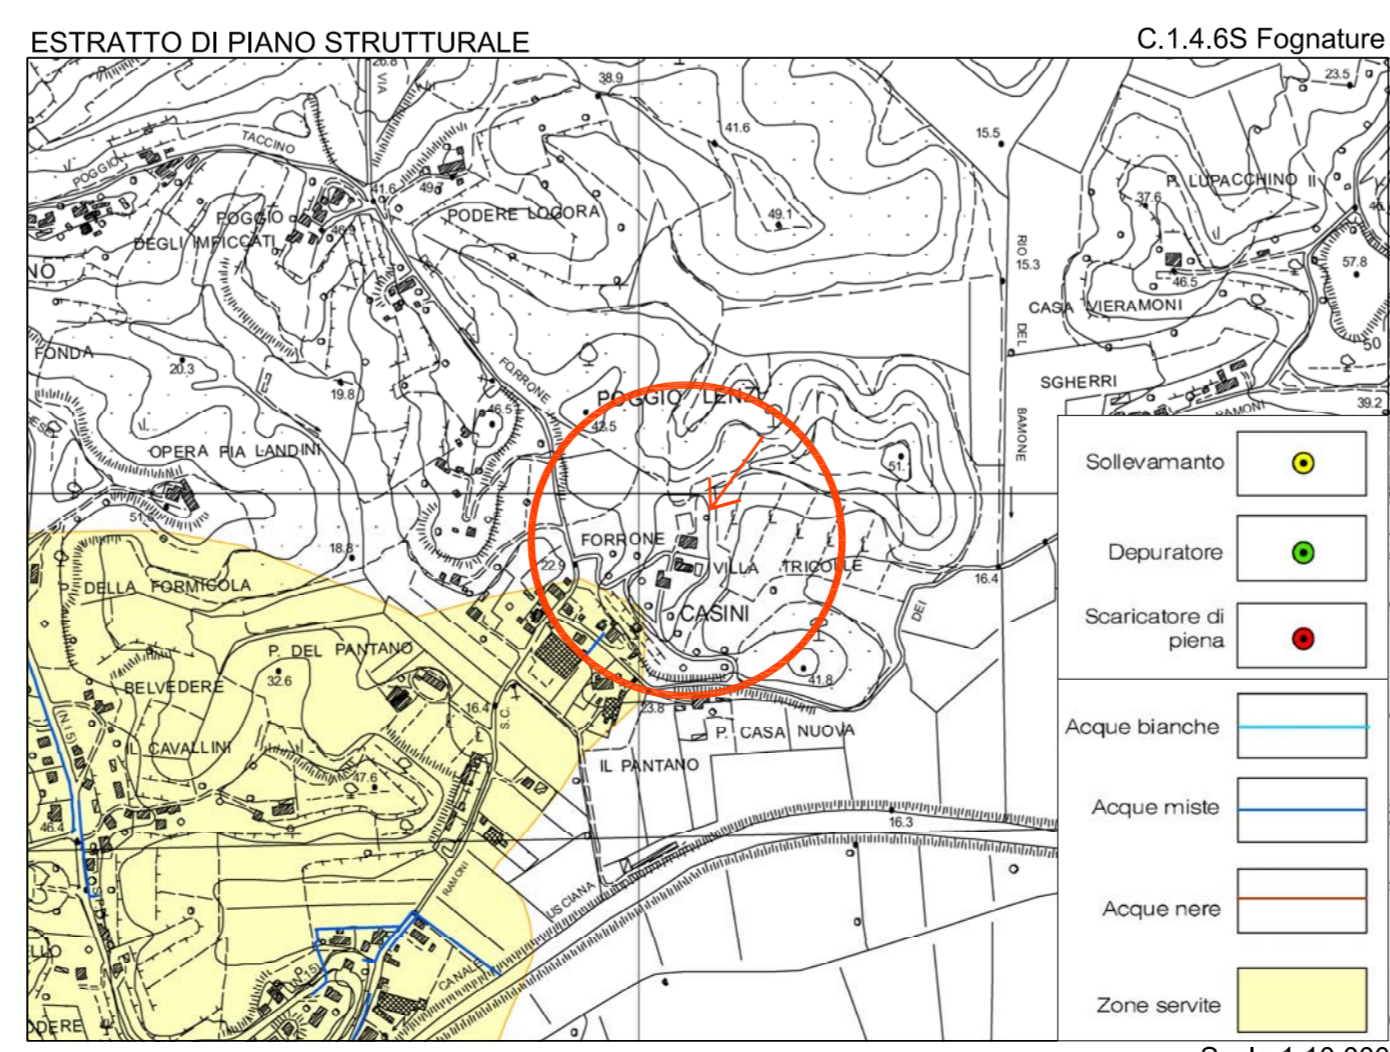 ESTRATTO DI PIANO STRUTTURALE
C.1.4.6S Fognature
26.8
VIA
38.9
23.5
41.6
15.5
TACCINO
POGGIO
41.6
49.7
P. LUPACCHINO II
37.6
POGGIO
DEGLI IMPICCATI
46.9
PODERE LOGORA
49.1
RIO
15.3
57.8
NO
46.5
CASA VIERAMONI
DEL
50
FONDA
20.3
19.8
FORRONE
SGHERRI
39.2
POGGIO LENZI
46.5
42.5
BAMONE
RAMONI
OPERA PIA LANDINI
51.
Sollevamanto
18.8
FORRONE
22.9
VILLA TRICOLLE
16.4
Depuratore
P. DELLA FORMICOLA
CASINI
DEI
Scaricatore di
piena
P. DEL PANTANO
32.6
BELVEDERE
41.8
16.4
S.C.
23.8
(N.15)
IL CAVALLINI
P. CASA NUOVA
Acque bianche
IL PANTANO
47.6
46.4
16.3
Acque miste
RAMONI
USCIANA
Acque nere
CANALE
Zone servite